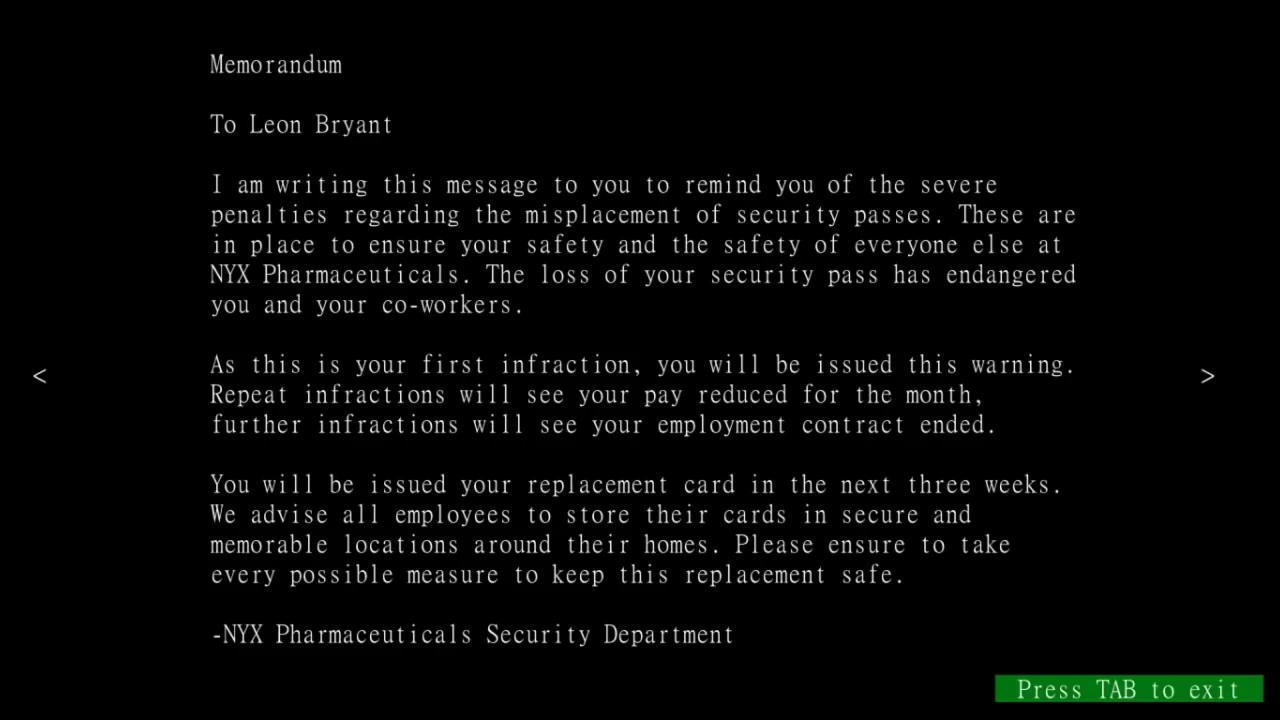 Memorandum
To Leon Bryant
I am writing this message to you to remind you of the severe
penalties regarding the misplacement of security passes. These are
in place to ensure your safety and the safety of everyone else at
NYX Pharmaceuticals. The loss of your security pass has endangered
you and your co-workers.
As this is your first infraction, you will be issued this warning.
Repeat infractions will see your pay reduced for the month,
further infractions will see your employment contract ended.
You will be issued your replacement card in the next three weeks.
We advise all employees to store their cards in secure and
memorable locations around their homes. Please ensure to take
every possible measure to keep this replacement safe.
-NYX Pharmaceuticals Security Department
< >
Press TAB to exit